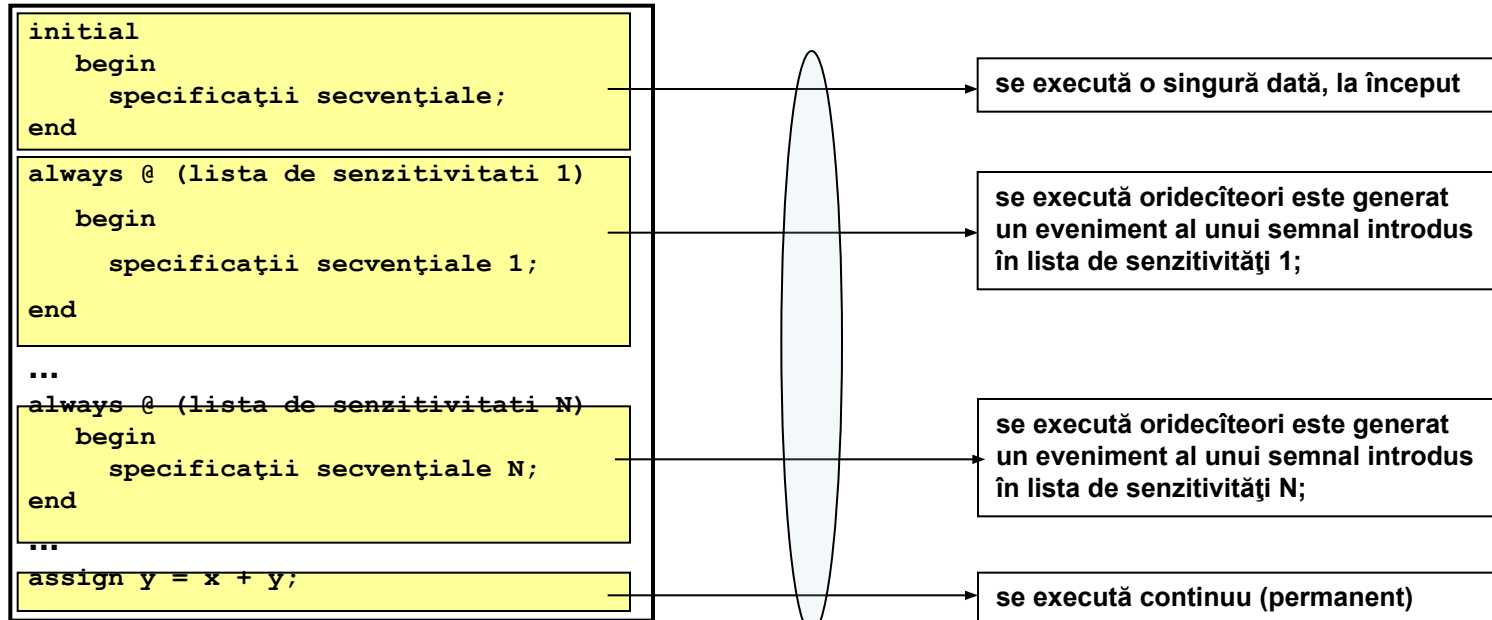 initial
begin
specificaţii secvenţiale;
end
se execută o singură dată, la început
always @ (lista de senzitivitati 1)
begin
specificaţii secvenţiale 1;
end
se execută oridecîteori este generat
un eveniment al unui semnal introdus
în lista de senzitivităţi 1;
...
always @ (lista de senzitivitati N)
begin
specificaţii secvenţiale N;
end
se execută oridecîteori este generat
un eveniment al unui semnal introdus
în lista de senzitivităţi N;
...
assign y = x + y;
se execută continuu (permanent)